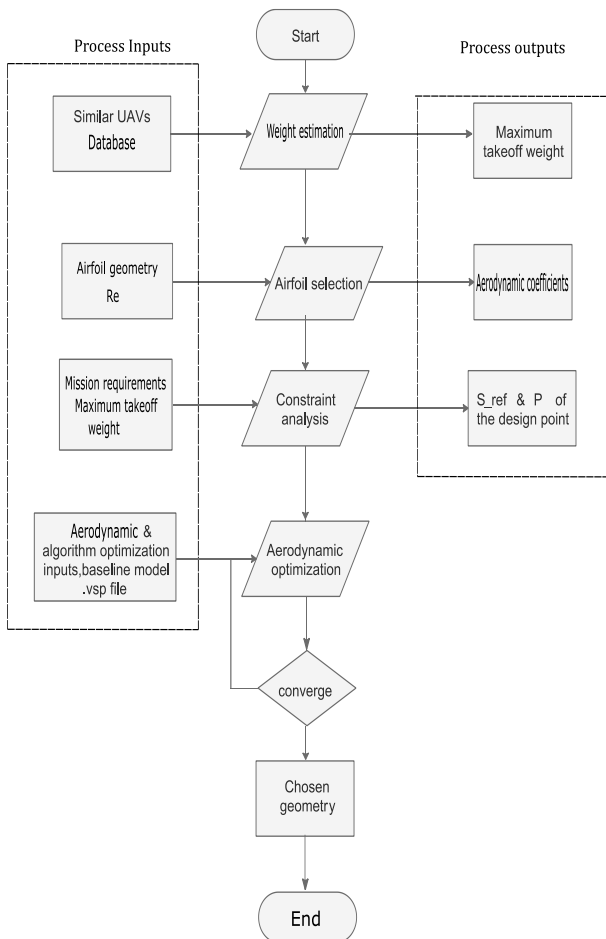 Process Inputs
Start
Process outputs
Similar UAVs
Database
Weight estimation
Maximum
takeoff weight
Airfoil geometry
Re
Airfoil selection
Aerodynamic coefficients
Mission requirements
Maximum takeoff
weight
Constraint
analysis
S_ref & P of
the design point
Aerodynamic &
algorithm optimization
inputs,baseline model
.vsp file
Aerodynamic
optimization
converge
Chosen
geometry
End